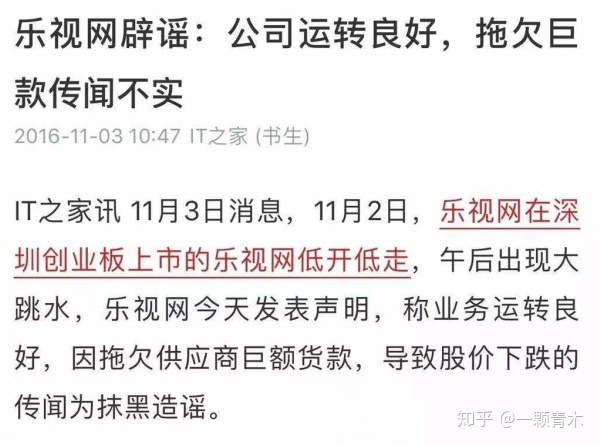 乐视网辟谣：公司运转良好，拖欠巨
款传闻不实
2016-11-03 10:47 IT之家 (书生)
IT之家讯 11月3日消息，11月2日，乐视网在深
圳创业板上市的乐视网低开低走，午后出现大
跳水，乐视网今天发表声明，称业务运转良
好，因拖欠供应商巨额货款，导致股价下跌的
传闻为抹黑造谣。
知乎 @一颗青木